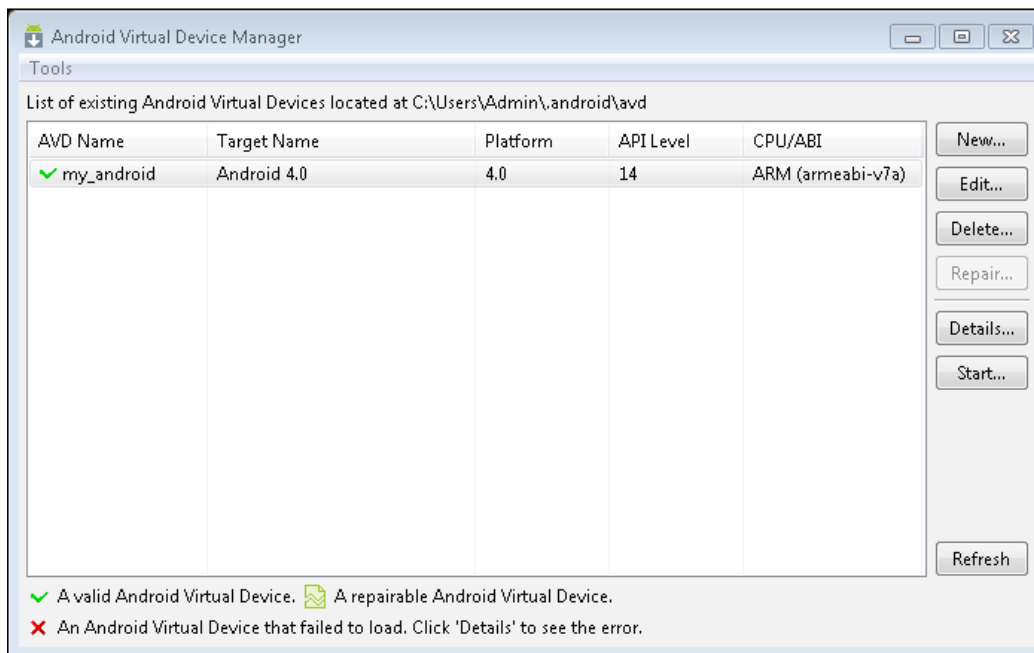 Android Virtual Device Manager
Tools
List of existing Android Virtual Devices located at C:\Users\Admin\.android\avd
AVD Name Target Name Platform API Level CPU/ABI
my_android Android 4.0 4.0 14 ARM (armeabi-v7a)
New...
Edit...
Delete...
Repair...
Details...
Start...
Refresh
A valid Android Virtual Device. A repairable Android Virtual Device.
An Android Virtual Device that failed to load. Click 'Details' to see the error.